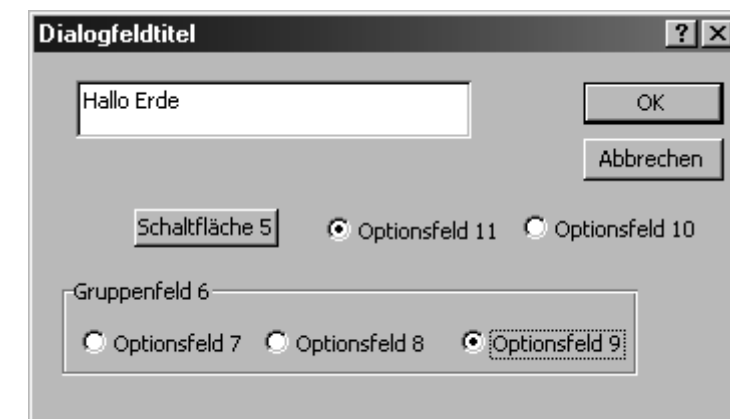 Dialogfeldtitel
Hallo Erde
OK
Abbrechen
Schaltfläche 5
Optionsfeld 11
Optionsfeld 10
Gruppenfeld 6
Optionsfeld 7
Optionsfeld 8
Optionsfeld 9